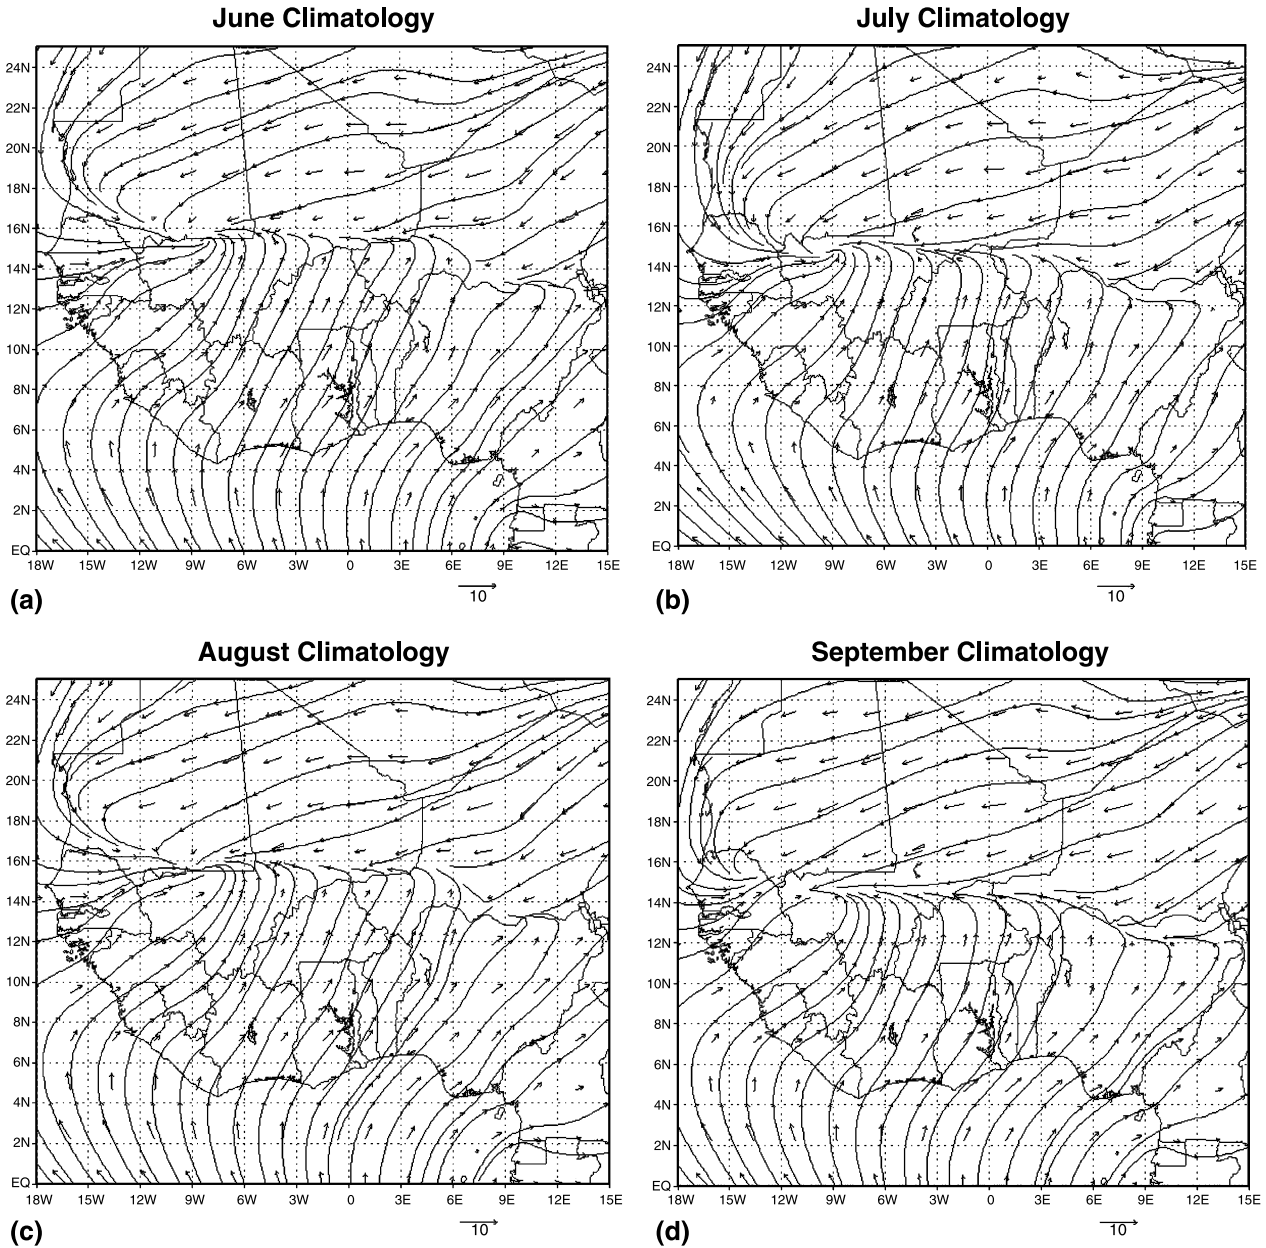 June Climatology
July Climatology
24N
22N
20N
18N
16N
14N
12N
10N
8N
6N
4N
2N
EQ
18W 15W 12W 9W 6W 3W 0 3E 6E 9E 12E 15E
10
(a)
24N
22N
20N
18N
16N
14N
12N
10N
8N
6N
4N
2N
EQ
18W 15W 12W 9W 6W 3W 0 3E 6E 9E 12E 15E
10
(b)
August Climatology
September Climatology
24N
22N
20N
18N
16N
14N
12N
10N
8N
6N
4N
2N
EQ
18W 15W 12W 9W 6W 3W 0 3E 6E 9E 12E 15E
10
(c)
24N
22N
20N
18N
16N
14N
12N
10N
8N
6N
4N
2N
EQ
18W 15W 12W 9W 6W 3W 0 3E 6E 9E 12E 15E
10
(d)